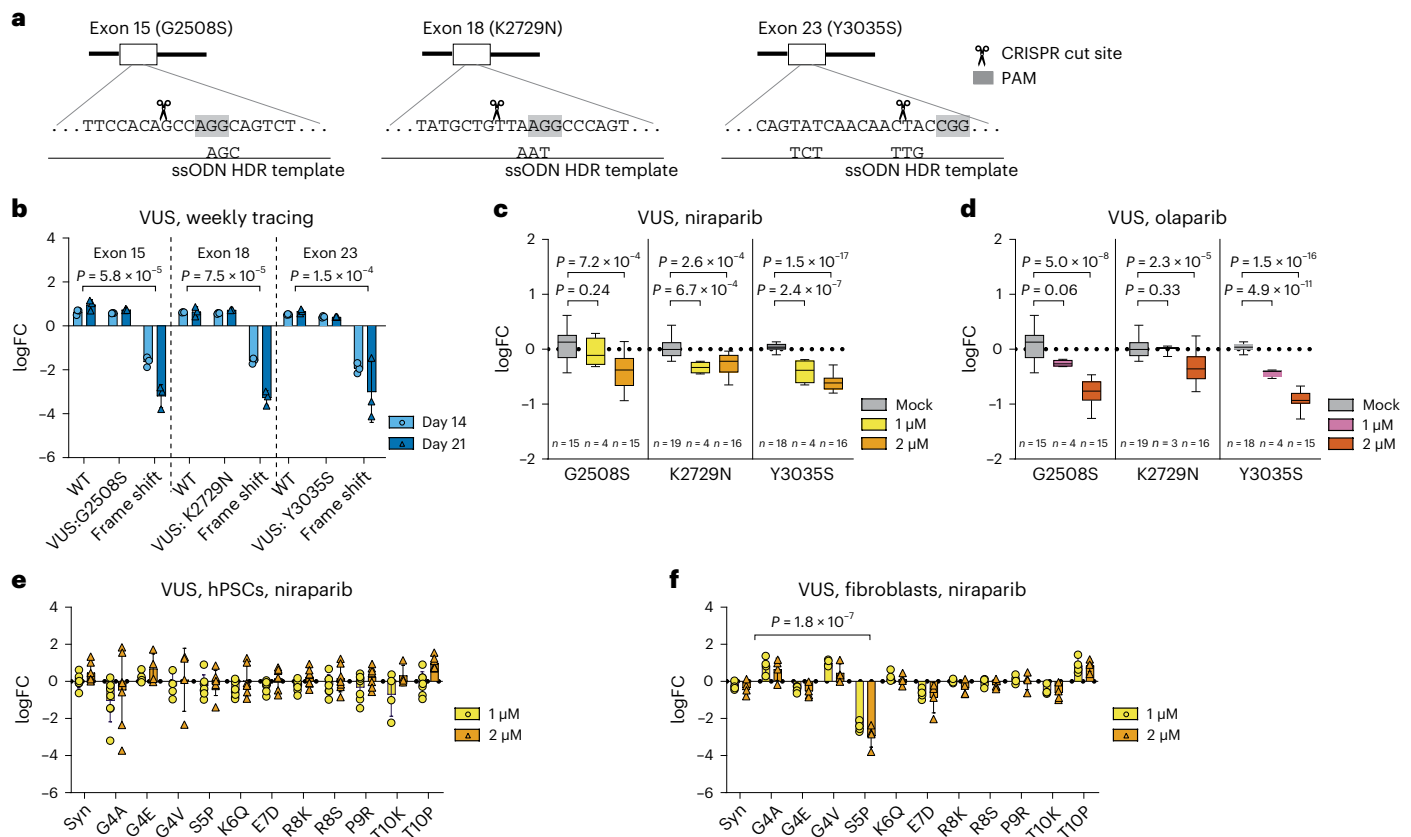 a
Exon 15 (G2508S)
Exon 18 (K2729N)
Exon 23 (Y3035S)
CRISPR cut site
PAM
...TTCCACAGCCAGGCAGTCT...
...TATGCTGTTAAGGCCCAGT...
...CAGTATCAACAACTACCGG...
AGC
AAT
TCT TTG
ssODN HDR template
ssODN HDR template
ssODN HDR template
b
VUS, weekly tracing
logFC
4
2
0
−2
−4
−6
Exon 15
Exon 18
Exon 23
P = 5.8 × 10⁻⁵
P = 7.5 × 10⁻⁵
P = 1.5 × 10⁻⁴
Day 14
Day 21
WT
VUS:G2508S
Frame shift
WT
VUS: K2729N
Frame shift
WT
VUS: Y3035S
Frame shift
c
VUS, niraparib
logFC
2
1
0
−1
−2
P = 7.2 × 10⁻⁴
P = 2.6 × 10⁻⁴
P = 1.5 × 10⁻¹⁷
P = 0.24
P = 6.7 × 10⁻⁴
P = 2.4 × 10⁻⁷
Mock
1 µM
2 µM
n = 15 n = 4 n = 15
n = 19 n = 4 n = 16
n = 18 n = 4 n = 16
G2508S
K2729N
Y3035S
d
VUS, olaparib
logFC
2
1
0
−1
−2
P = 5.0 × 10⁻⁸
P = 2.3 × 10⁻⁵
P = 1.5 × 10⁻¹⁶
P = 0.06
P = 0.33
P = 4.9 × 10⁻¹¹
Mock
1 µM
2 µM
n = 15 n = 4 n = 15
n = 19 n = 3 n = 16
n = 18 n = 4 n = 15
G2508S
K2729N
Y3035S
e
VUS, hPSCs, niraparib
logFC
4
2
0
−2
−4
−6
1 µM
2 µM
Syn
G4A
G4E
G4V
S5P
K6Q
E7D
R8K
R8S
P9R
T10K
T10P
f
VUS, fibroblasts, niraparib
logFC
4
2
0
−2
−4
−6
P = 1.8 × 10⁻⁷
1 µM
2 µM
Syn
G4A
G4E
G4V
S5P
K6Q
E7D
R8K
R8S
P9R
T10K
T10P